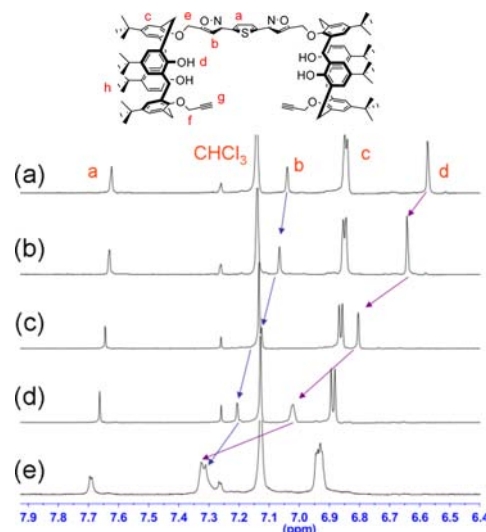 c e O·N a N·O
O S O
b
OH d HO
h OH HO
g
O O
f
CHCl3
(a) a b c d
(b)
(c)
(d)
(e)
7.9 7.8 7.7 7.6 7.5 7.4 7.3 7.2 7.1 7.0 6.9 6.8 6.7 6.6 6.5 6.4
(ppm)